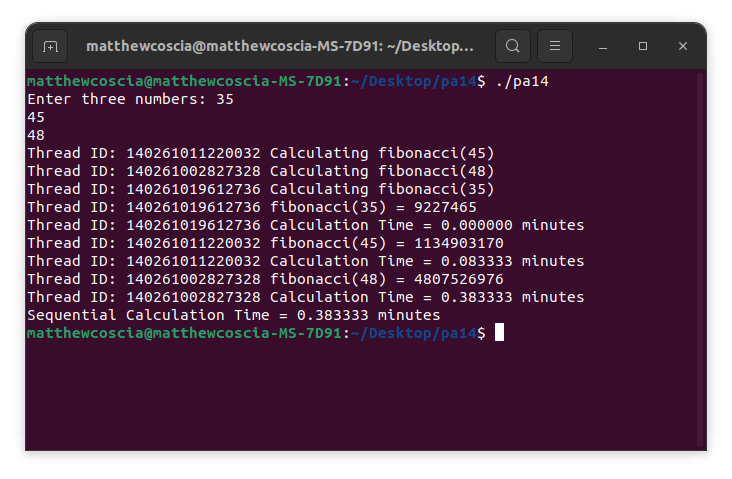 matthewcoscia@matthewcoscia-MS-7D91: ~/Desktop...
matthewcoscia@matthewcoscia-MS-7D91:~/Desktop/pa14$ ./pa14
Enter three numbers: 35
45
48
Thread ID: 140261011220032 Calculating fibonacci(45)
Thread ID: 140261002827328 Calculating fibonacci(48)
Thread ID: 140261019612736 Calculating fibonacci(35)
Thread ID: 140261019612736 fibonacci(35) = 9227465
Thread ID: 140261019612736 Calculation Time = 0.000000 minutes
Thread ID: 140261011220032 fibonacci(45) = 1134903170
Thread ID: 140261011220032 Calculation Time = 0.083333 minutes
Thread ID: 140261002827328 fibonacci(48) = 4807526976
Thread ID: 140261002827328 Calculation Time = 0.383333 minutes
Sequential Calculation Time = 0.383333 minutes
matthewcoscia@matthewcoscia-MS-7D91:~/Desktop/pa14$